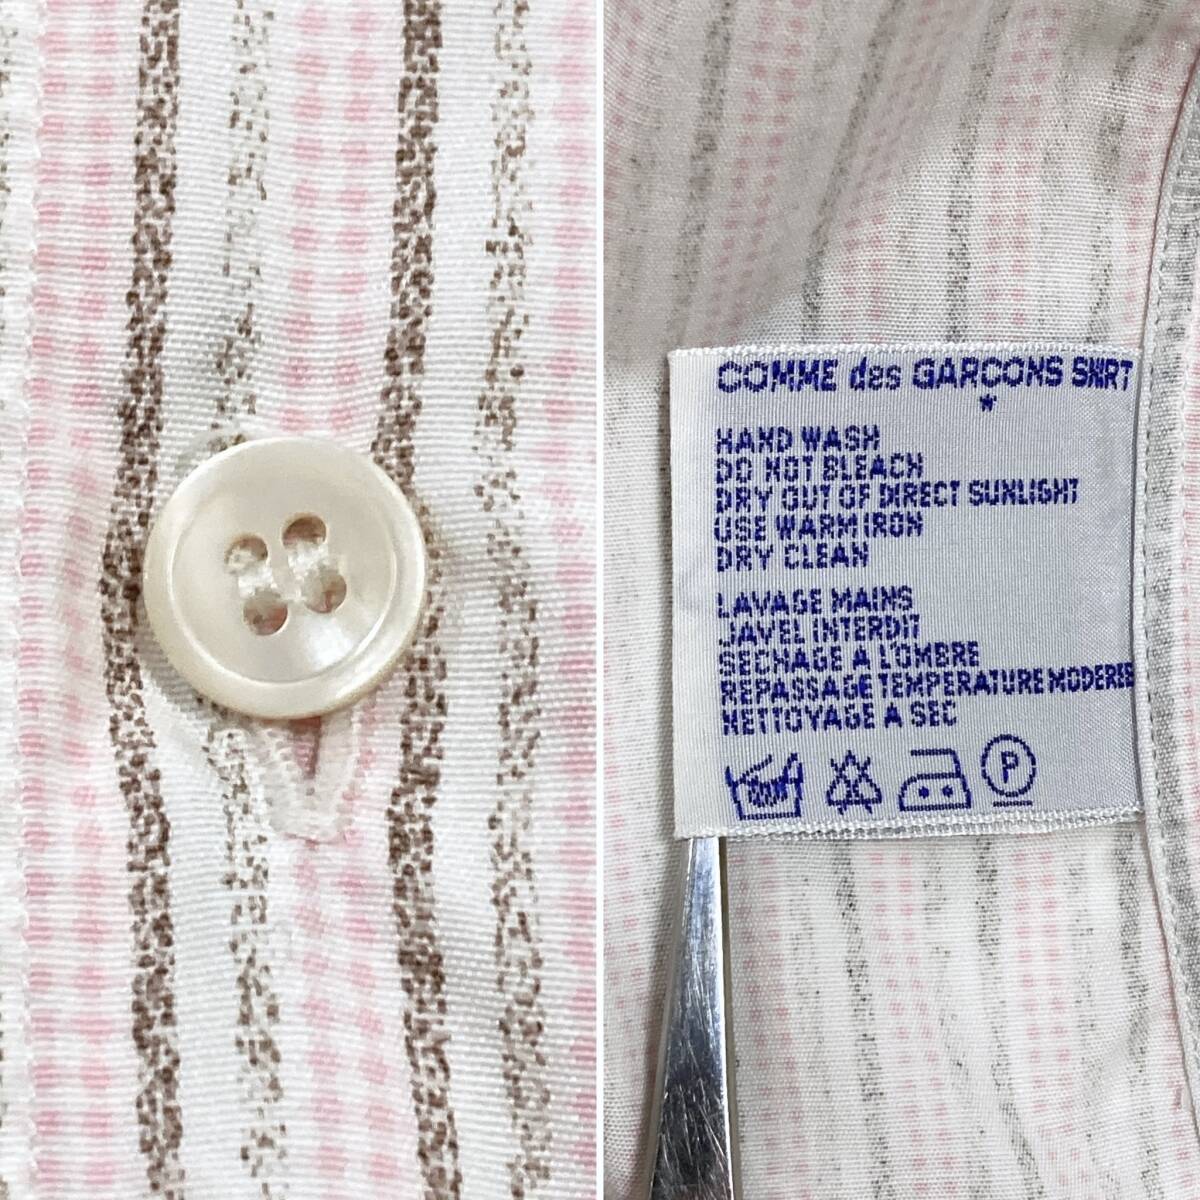 COMME des GARÇONS SHIRT
*
HAND WASH
DO NOT BLEACH
DRY OUT OF DIRECT SUNLIGHT
USE WARM IRON
DRY CLEAN
LAVAGE MAINS
JAVEL INTERDIT
SECHAGE A L'OMBRE
REPASSAGE TEMPERATURE MODEREE
NETTOYAGE A SEC
P